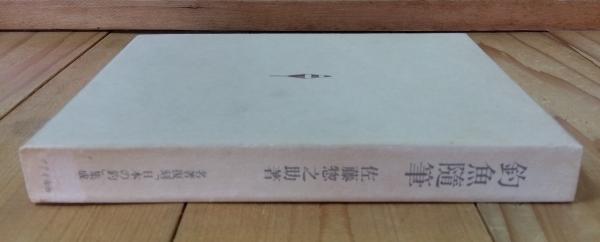 釣魚隨筆
佐藤惣之助著
名著復刻 日本の釣集成